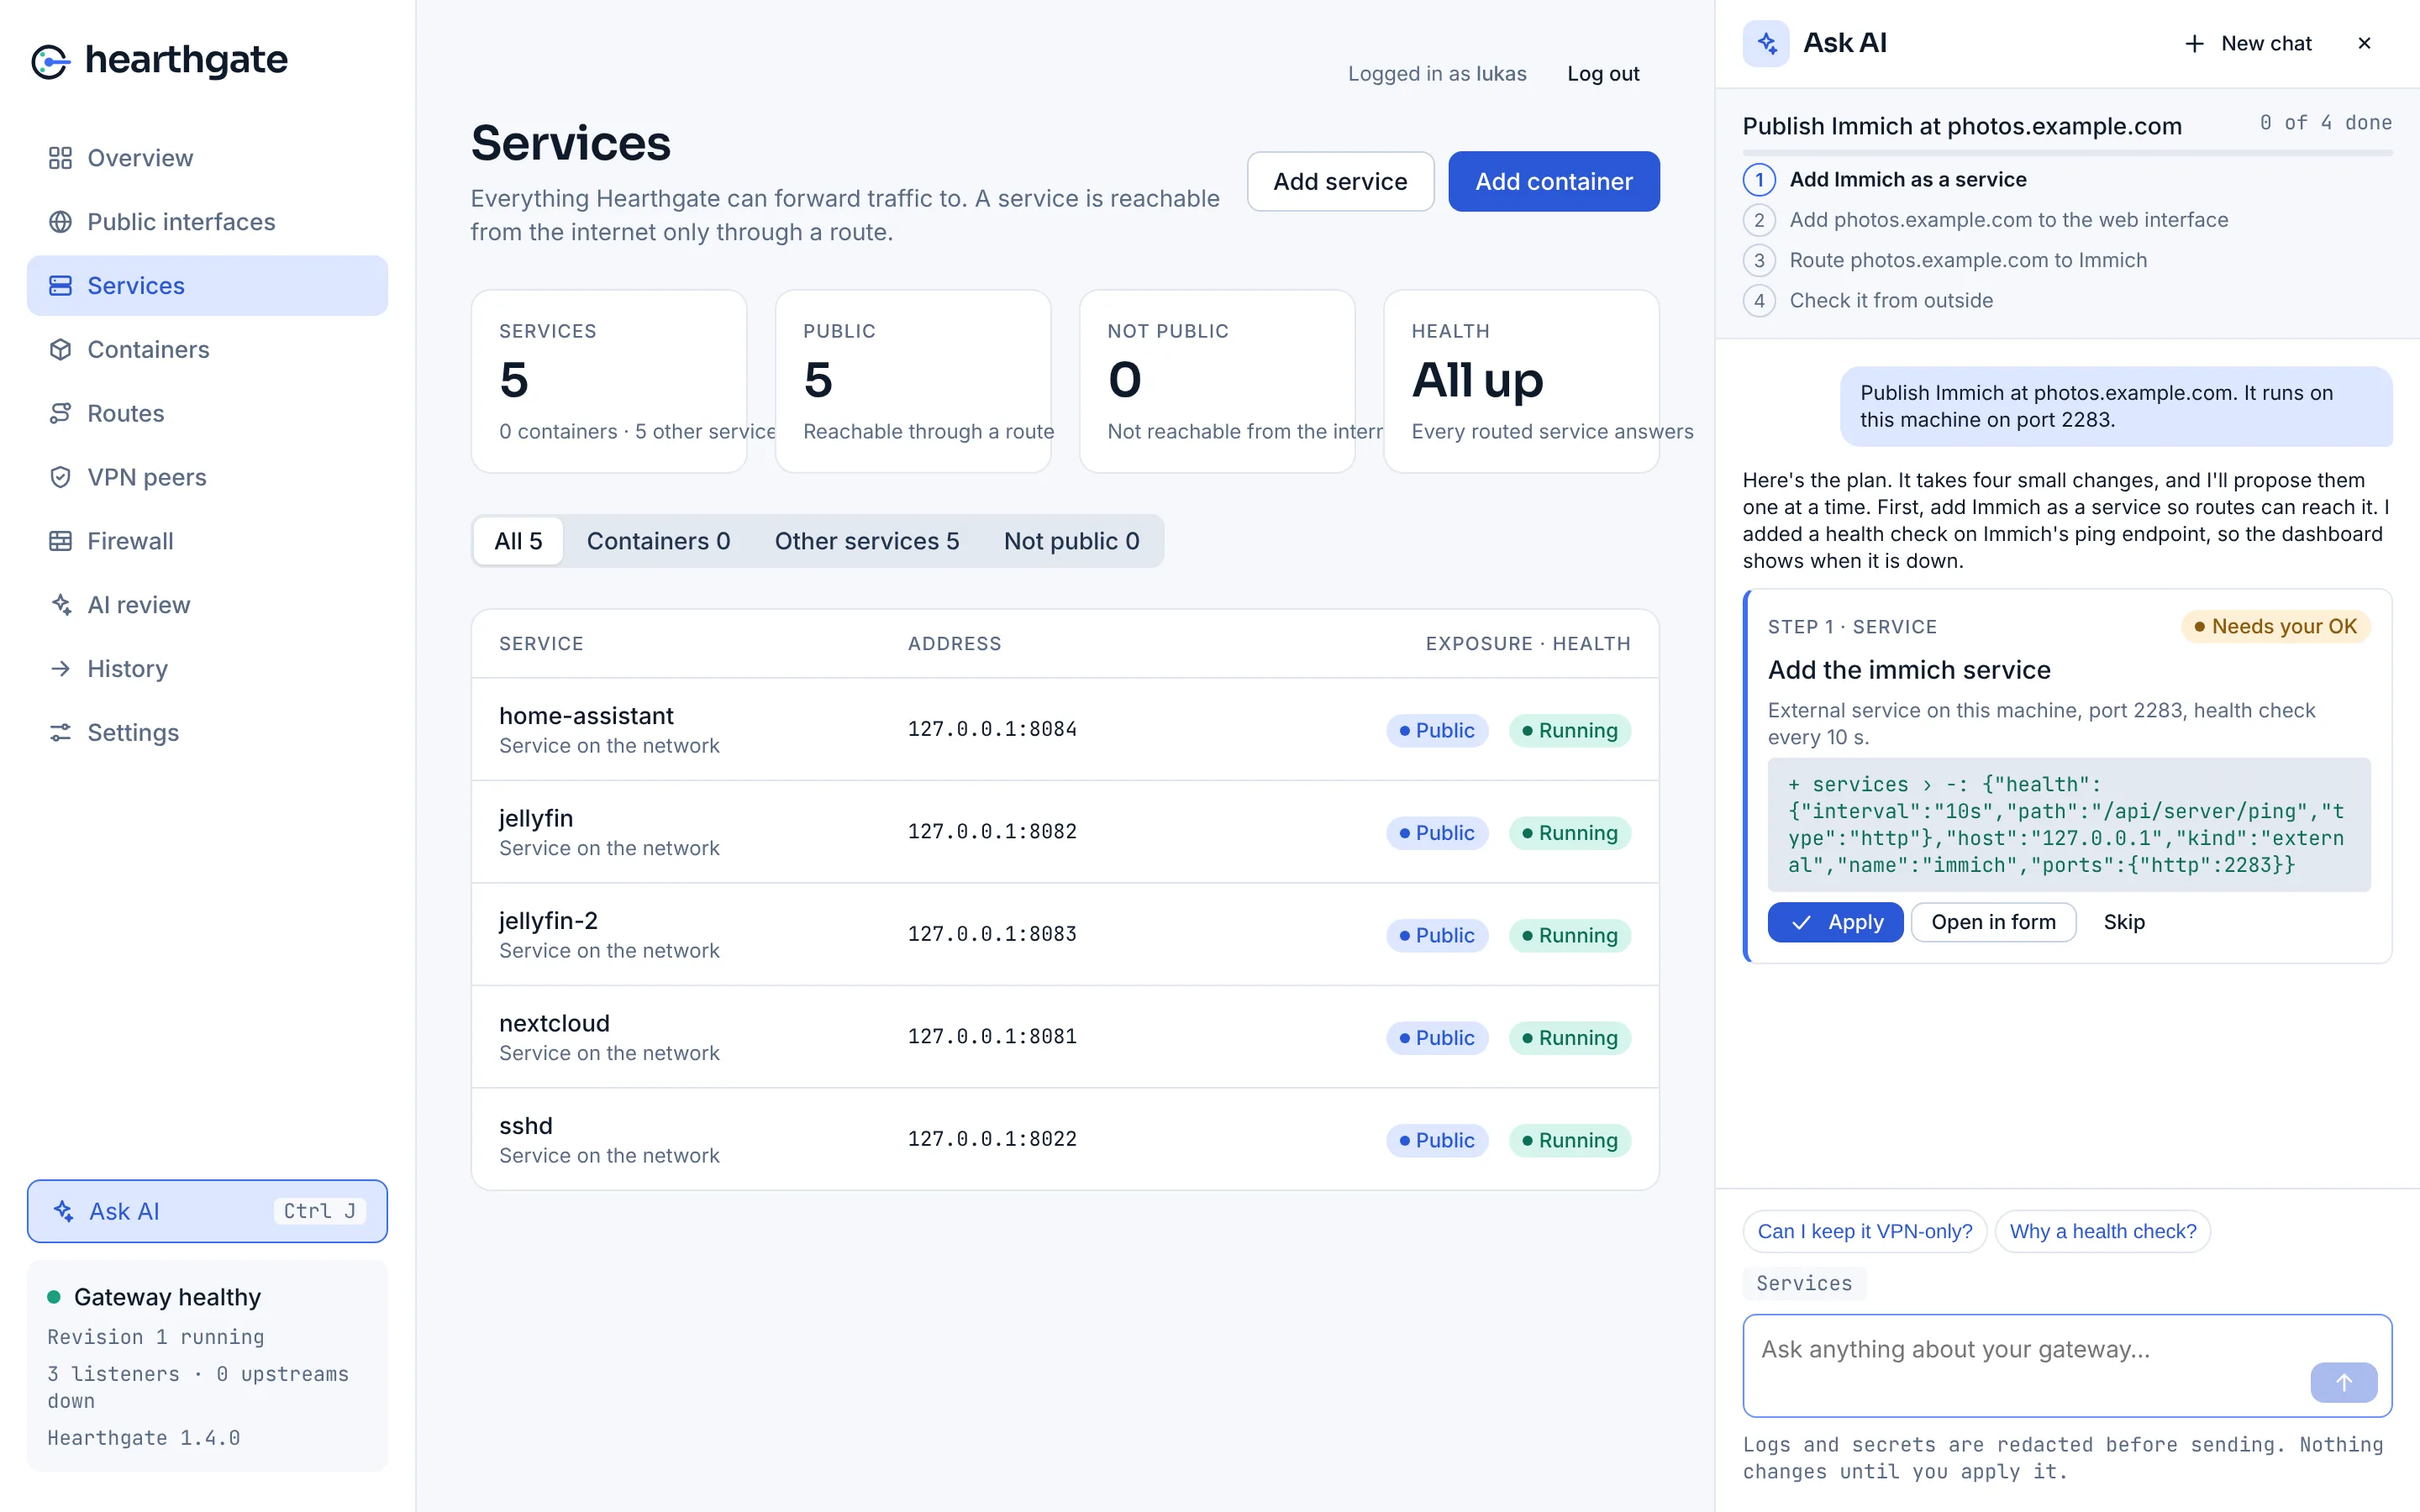 hearthgate
Overview
Public interfaces
Services
Containers
Routes
VPN peers
Firewall
AI review
History
Settings
Ask AI
Ctrl J
Gateway healthy
Revision 1 running
3 listeners · 0 upstreams
down
Hearthgate 1.4.0
Logged in as lukas
Log out
Services
Everything Hearthgate can forward traffic to. A service is reachable
from the internet only through a route.
Add service
Add container
SERVICES
5
0 containers · 5 other service
PUBLIC
5
Reachable through a route
NOT PUBLIC
0
Not reachable from the interr
HEALTH
All up
Every routed service answers
All 5
Containers 0
Other services 5
Not public 0
SERVICE ADDRESS EXPOSURE · HEALTH
home-assistant
Service on the network
127.0.0.1:8084
Public
Running
jellyfin
Service on the network
127.0.0.1:8082
Public
Running
jellyfin-2
Service on the network
127.0.0.1:8083
Public
Running
nextcloud
Service on the network
127.0.0.1:8081
Public
Running
sshd
Service on the network
127.0.0.1:8022
Public
Running
Ask AI
+ New chat
×
Publish Immich at photos.example.com
0 of 4 done
1 Add Immich as a service
2 Add photos.example.com to the web interface
3 Route photos.example.com to Immich
4 Check it from outside
Publish Immich at photos.example.com. It runs on
this machine on port 2283.
Here's the plan. It takes four small changes, and I'll propose them
one at a time. First, add Immich as a service so routes can reach it. I
added a health check on Immich's ping endpoint, so the dashboard
shows when it is down.
STEP 1 · SERVICE
Needs your OK
Add the immich service
External service on this machine, port 2283, health check
every 10 s.
+ services › -: {"health":
{"interval":"10s","path":"/api/server/ping","t
ype":"http"},"host":"127.0.0.1","kind":"extern
al","name":"immich","ports":{"http":2283}}
Apply
Open in form
Skip
Can I keep it VPN-only?
Why a health check?
Services
Ask anything about your gateway...
Logs and secrets are redacted before sending. Nothing
changes until you apply it.